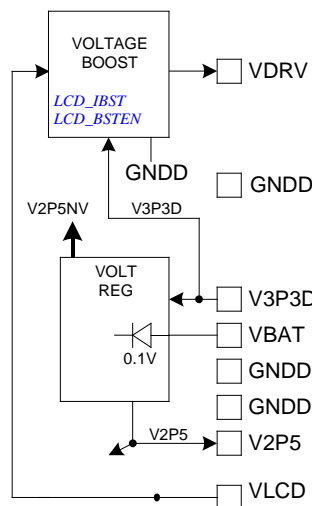 VOLTAGE
BOOST
LCD_IBST
LCD_BSTEN
VDRV
GNDD
GNDD
V2P5NV
V3P3D
VOLT
REG
V3P3D
VBAT
0.1V
GNDD
GNDD
V2P5
V2P5
VLCD